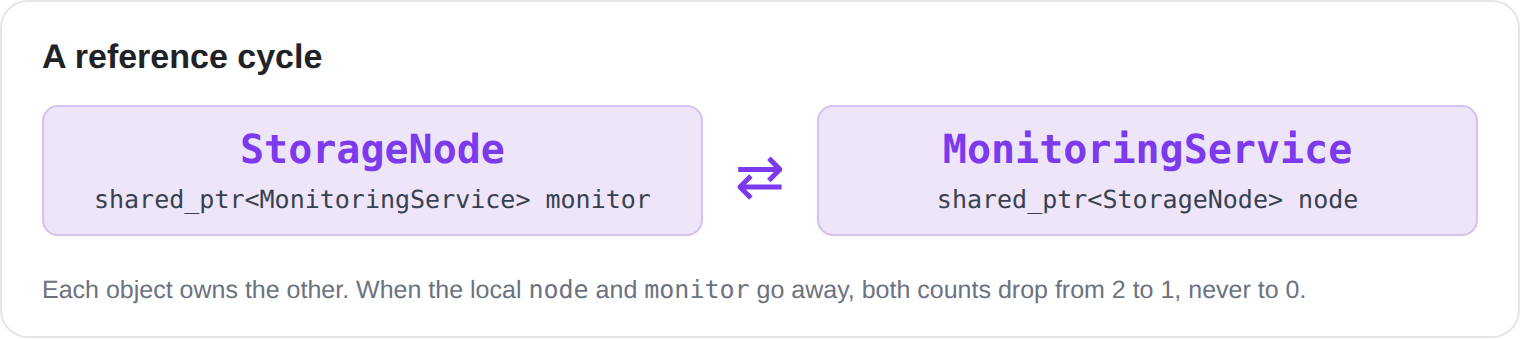 A reference cycle
StorageNode
shared_ptr<MonitoringService> monitor
MonitoringService
shared_ptr<StorageNode> node
Each object owns the other. When the local node and monitor go away, both counts drop from 2 to 1, never to 0.